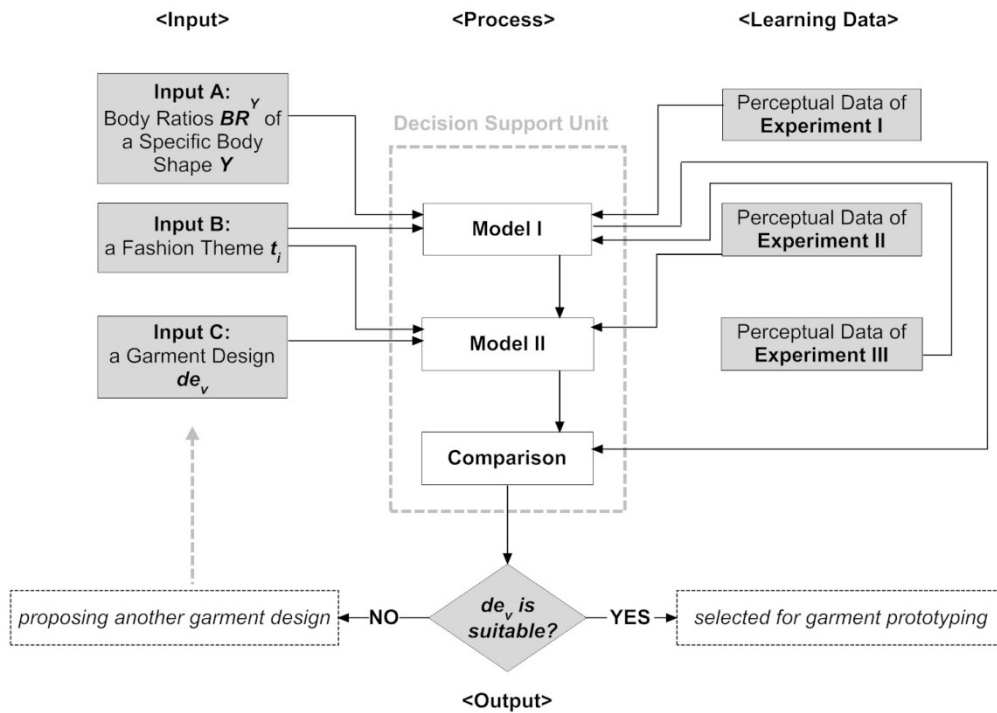 <Input>
<Process>
<Learning Data>
Input A:
Body Ratios BR^Y of
a Specific Body
Shape Y
Perceptual Data of
Experiment I
Decision Support Unit
Input B:
a Fashion Theme t_i
Model I
Perceptual Data of
Experiment II
Input C:
a Garment Design
de_v
Model II
Perceptual Data of
Experiment III
Comparison
proposing another garment design
NO
de_v is
suitable?
YES
selected for garment prototyping
<Output>